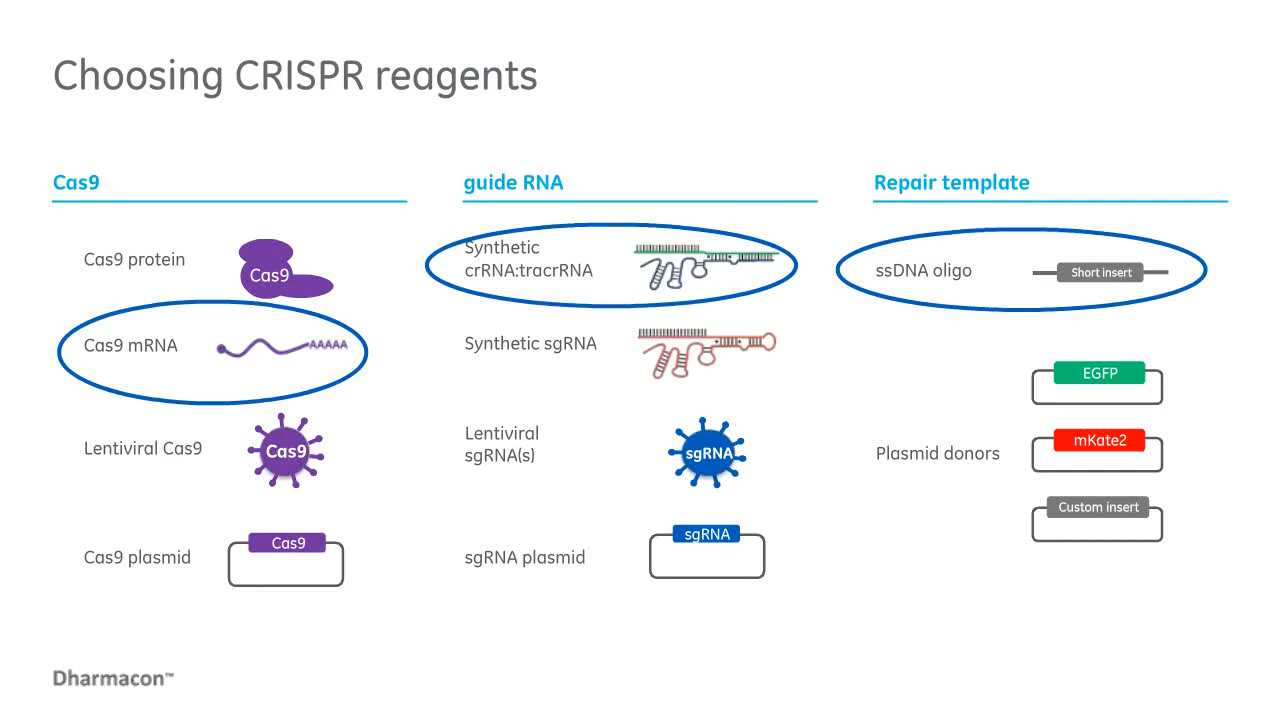 Choosing CRISPR reagents
Cas9
Cas9 protein
Cas9
Cas9 mRNA
AAAAA
Lentiviral Cas9
Cas9
Cas9 plasmid
Cas9
guide RNA
Synthetic
crRNA:tracrRNA
Synthetic sgRNA
Lentiviral
sgRNA(s)
sgRNA
sgRNA plasmid
sgRNA
Repair template
ssDNA oligo
Short insert
Plasmid donors
EGFP
mKate2
Custom insert
Dharmacon™